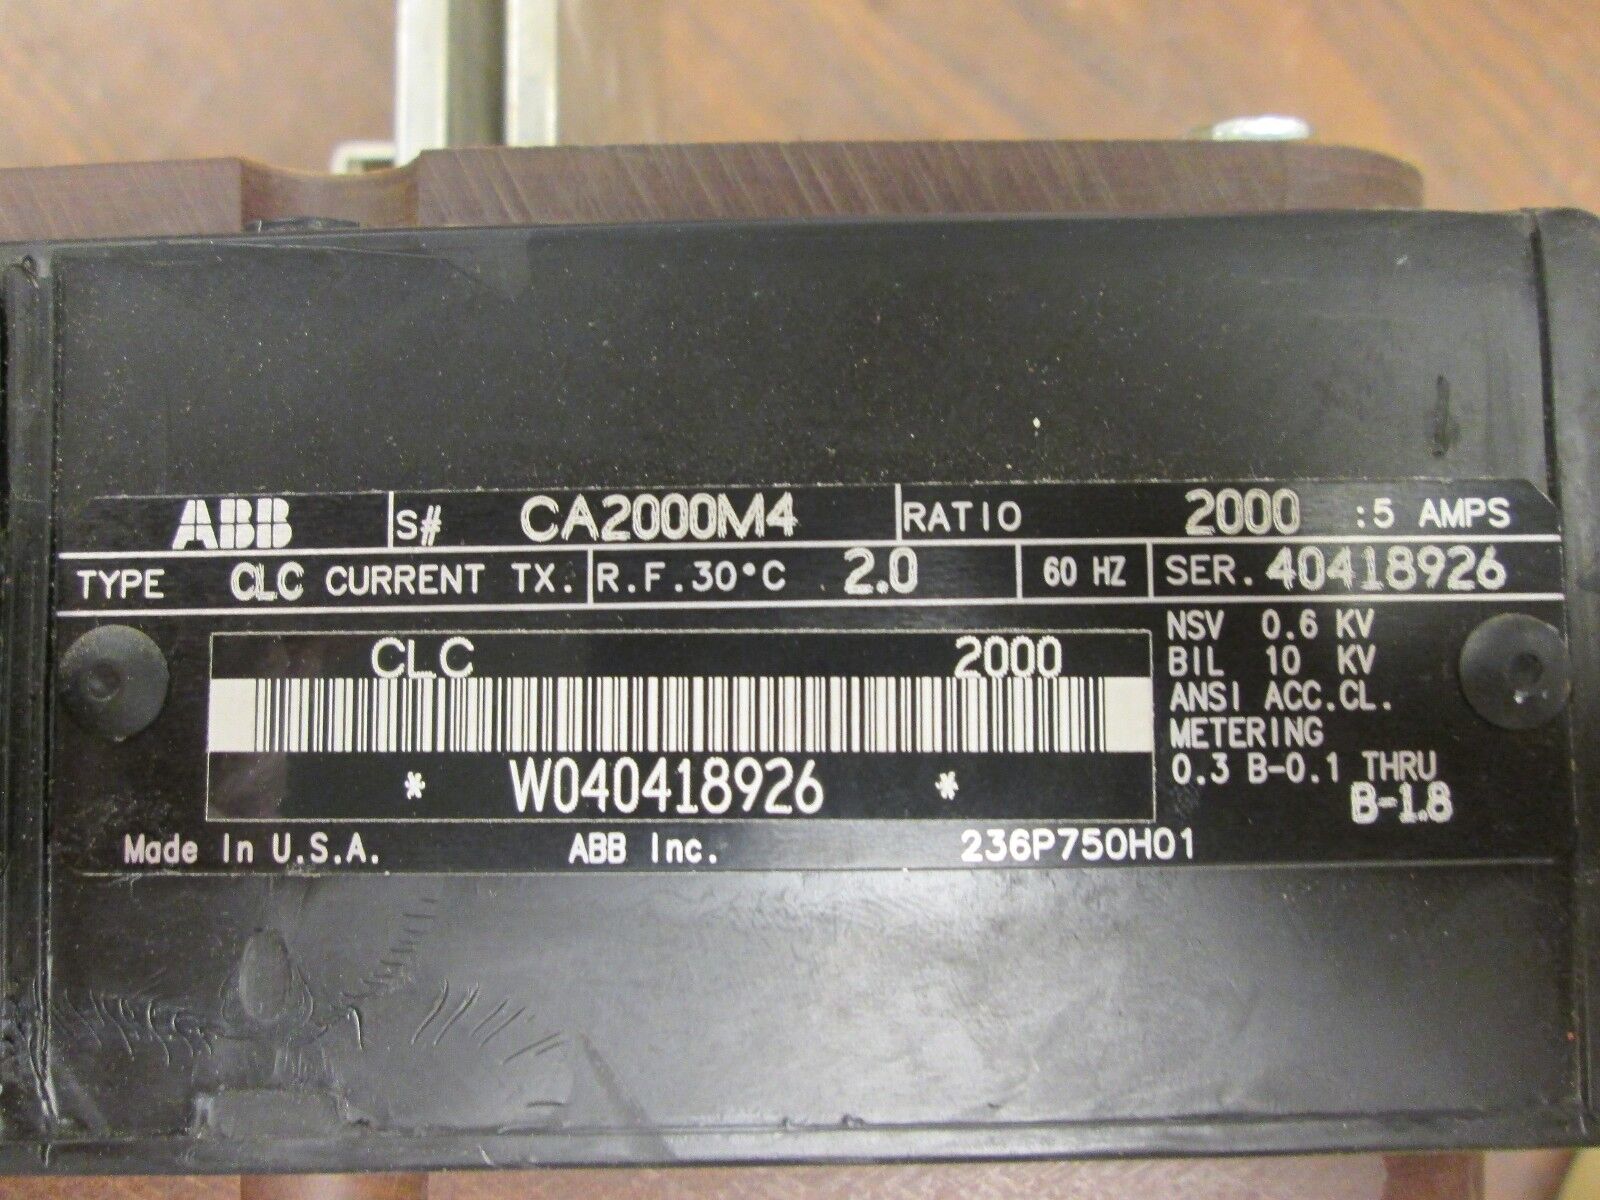 ABB S# CA2000M4 RATIO 2000 :5 AMPS
TYPE CLC CURRENT TX. R.F.30°C 2.0 60 HZ SER. 40418926
CLC 2000
* W040418926 *
NSV 0.6 KV
BIL 10 KV
ANSI ACC.CL.
METERING
0.3 B-0.1 THRU
B-1.8
Made In U.S.A. ABB Inc. 236P750H01